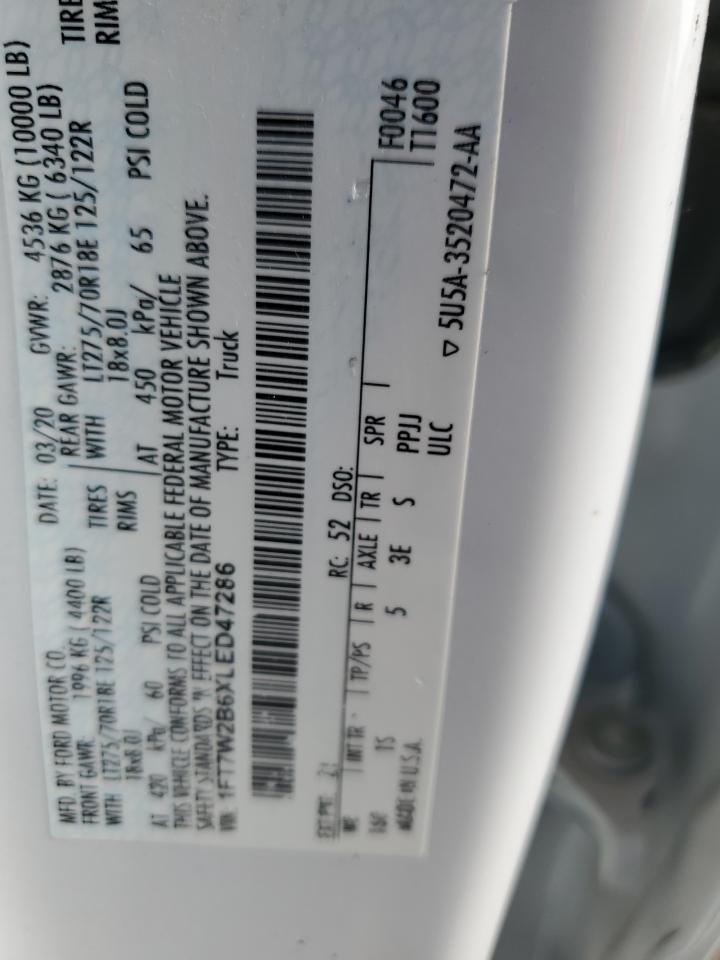 MFD. BY FORD MOTOR CO.
DATE: 03/20 GVWR: 4536 KG (10000 LB)
FRONT GAWR: 1996 KG ( 4400 LB) REAR GAWR: 2876 KG ( 6340 LB)
WITH LT275/70R18E 125/122R TIRES WITH LT275/70R18E 125/122R TIRE
18x8.0J RIMS 18x8.0J RIM
AT 420 kPa/ 60 PSI COLD AT 450 kPa/ 65 PSI COLD
THIS VEHICLE CONFORMS TO ALL APPLICABLE FEDERAL MOTOR VEHICLE
SAFETY STANDARDS IN EFFECT ON THE DATE OF MANUFACTURE SHOWN ABOVE.
VIN: 1FT7W2B6XLED47286 TYPE: Truck
F0046
T1600
EXT PNT: RC: 52 DSO:
INT TR TP/PS R AXLE TR SPR
TS 5 3E S PPJJ
MADE IN U.S.A. ULC
▽ 5U5A-3520472-AA